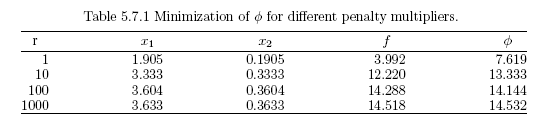 Table 5.7.1 Minimization of ϕ for different penalty multipliers.
r x₁ x₂ f ϕ
1 1.905 0.1905 3.992 7.619
10 3.333 0.3333 12.220 13.333
100 3.604 0.3604 14.288 14.144
1000 3.633 0.3633 14.518 14.532